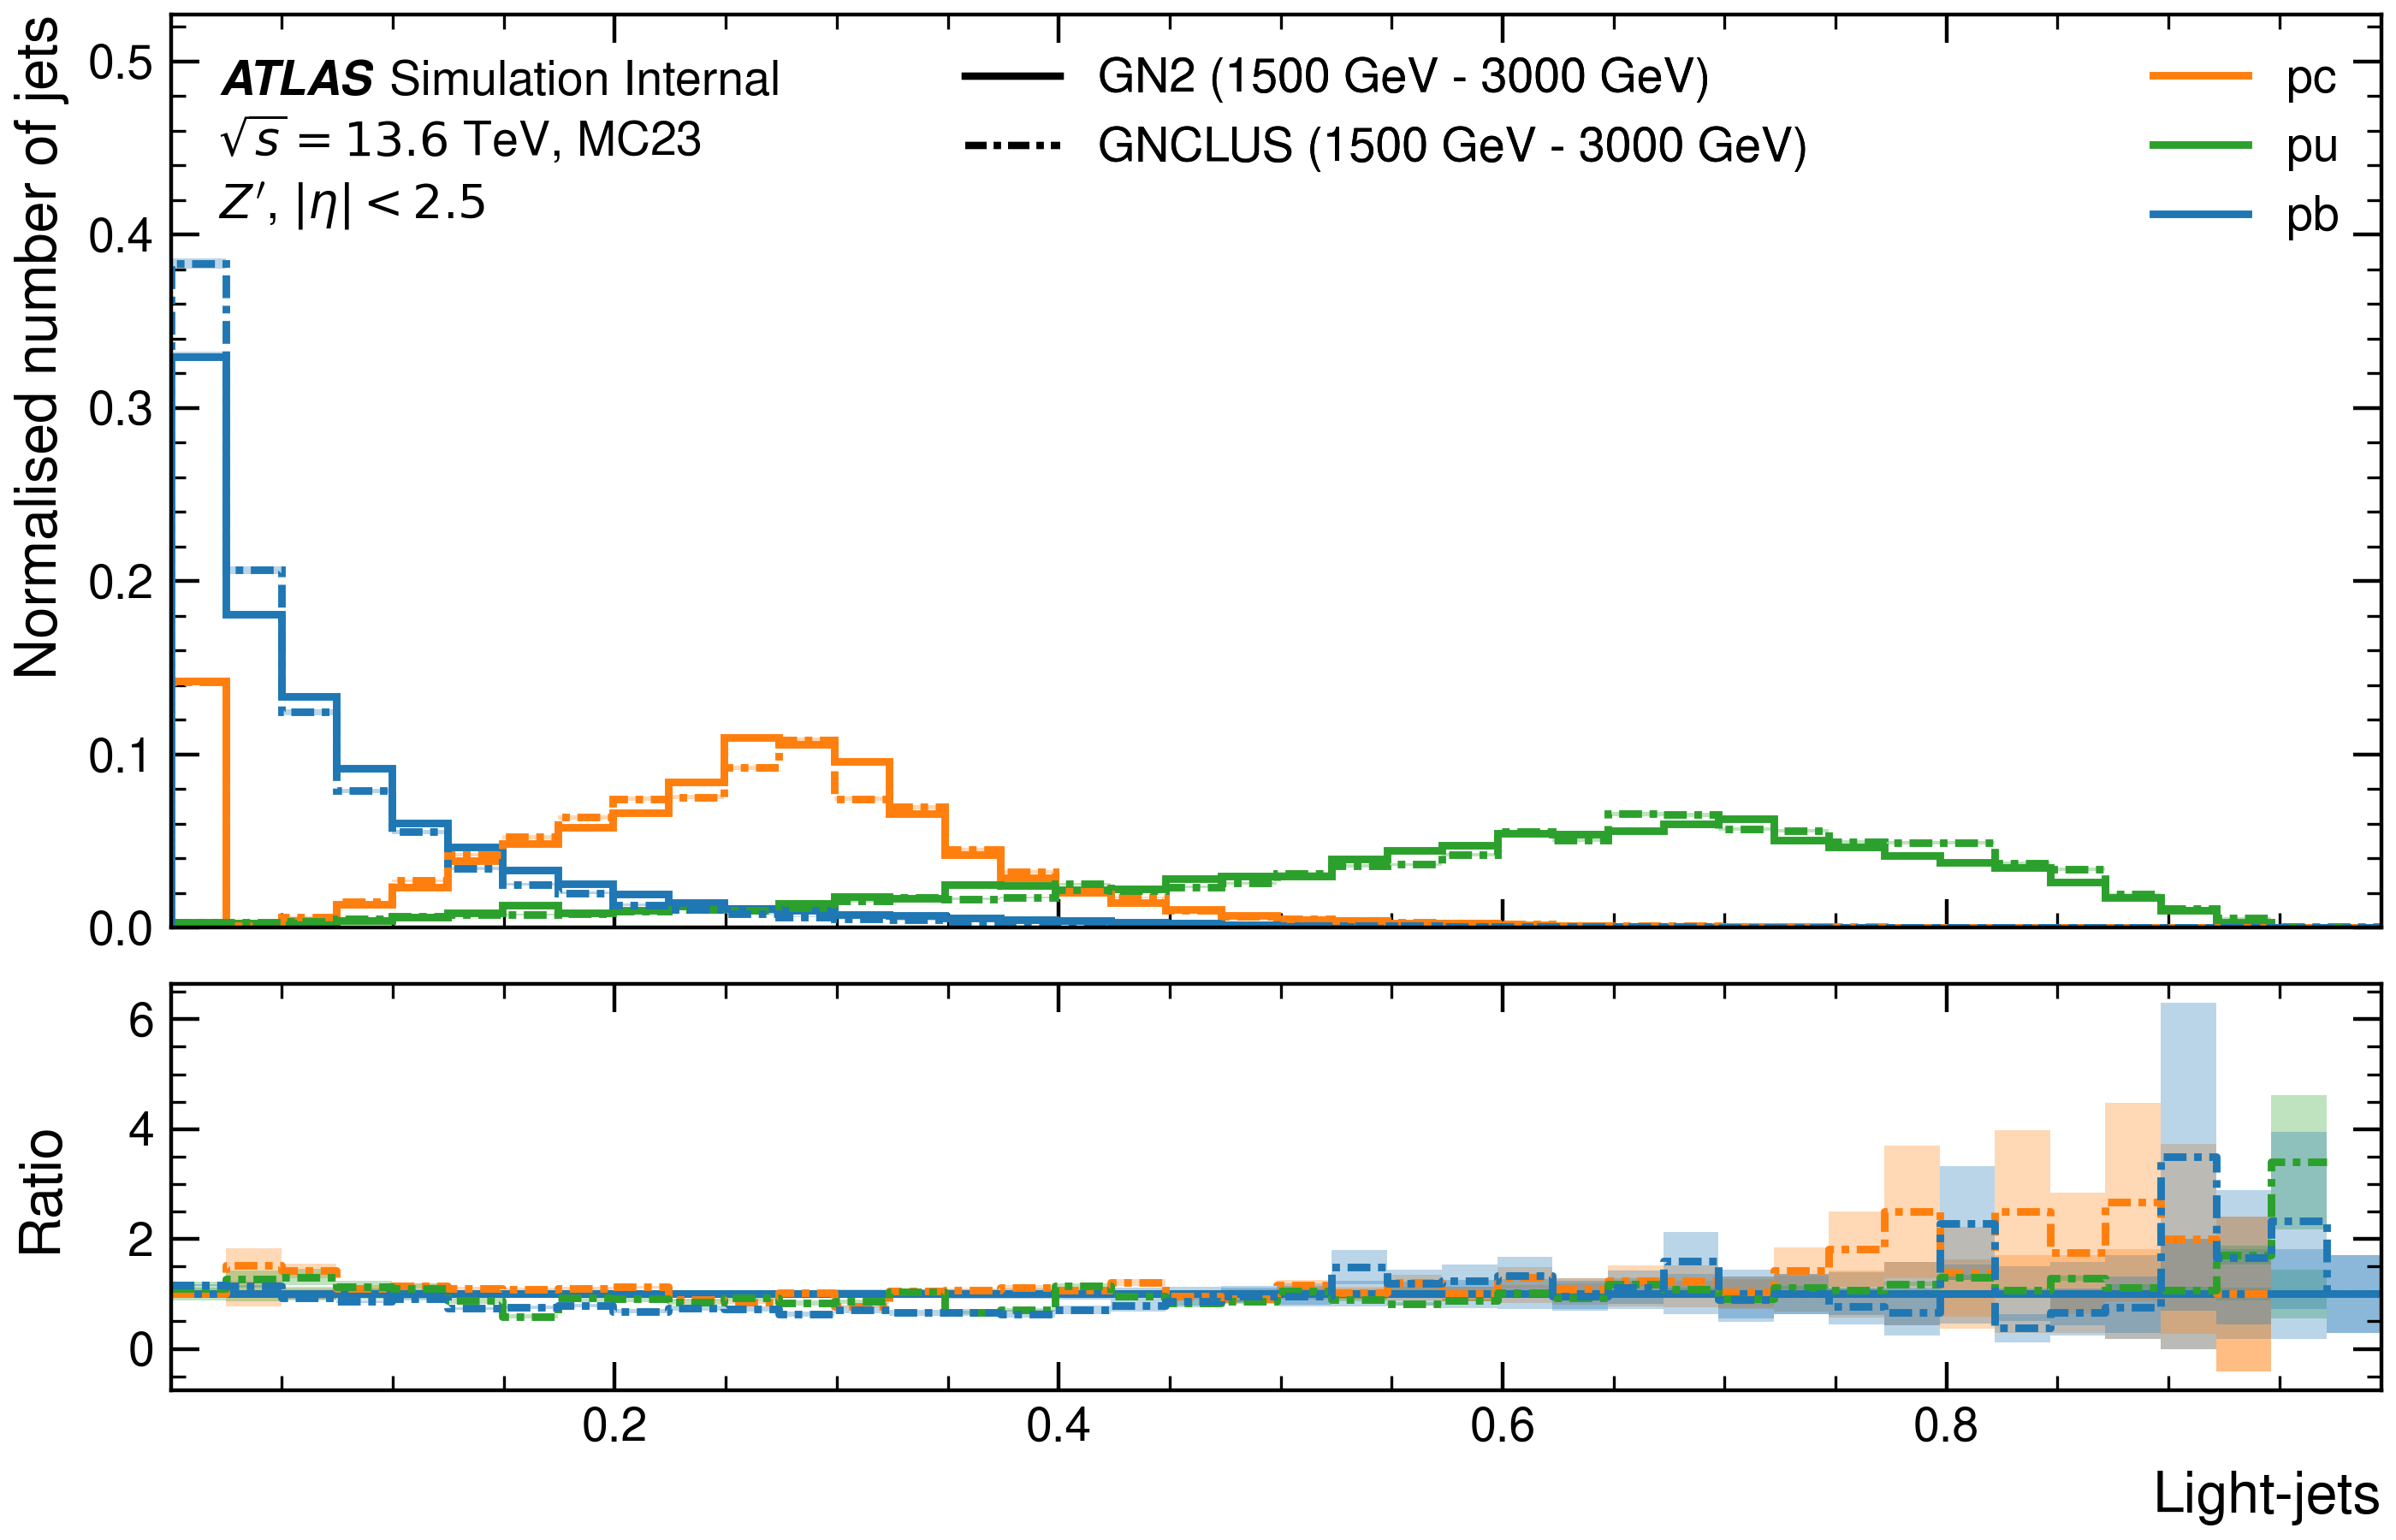 Normalised number of jets
0.5
0.4
0.3
0.2
0.1
0.0
ATLAS Simulation Internal
√s = 13.6 TeV, MC23
Z′, |η| < 2.5
GN2 (1500 GeV - 3000 GeV)
GNCLUS (1500 GeV - 3000 GeV)
pc
pu
pb
Ratio
6
4
2
0
0.2 0.4 0.6 0.8
Light-jets